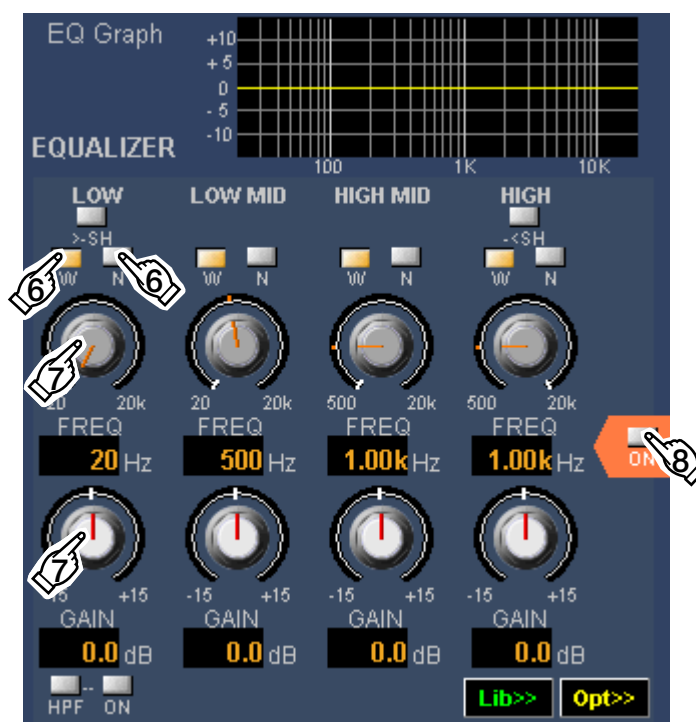 EQ Graph
+10
+ 5
0
- 5
-10
100 1K 10K
EQUALIZER
LOW LOW MID HIGH MID HIGH
>-SH -<SH
W N W N W N W N
6 6
7
20 20k 20 20k 500 20k 500 20k
FREQ FREQ FREQ FREQ
20 Hz 500 Hz 1.00k Hz 1.00k Hz
ON
8
7
-15 +15 -15 +15 -15 +15 -15 +15
GAIN GAIN GAIN GAIN
0.0 dB 0.0 dB 0.0 dB 0.0 dB
HPF -- ON
Lib>> Opt>>